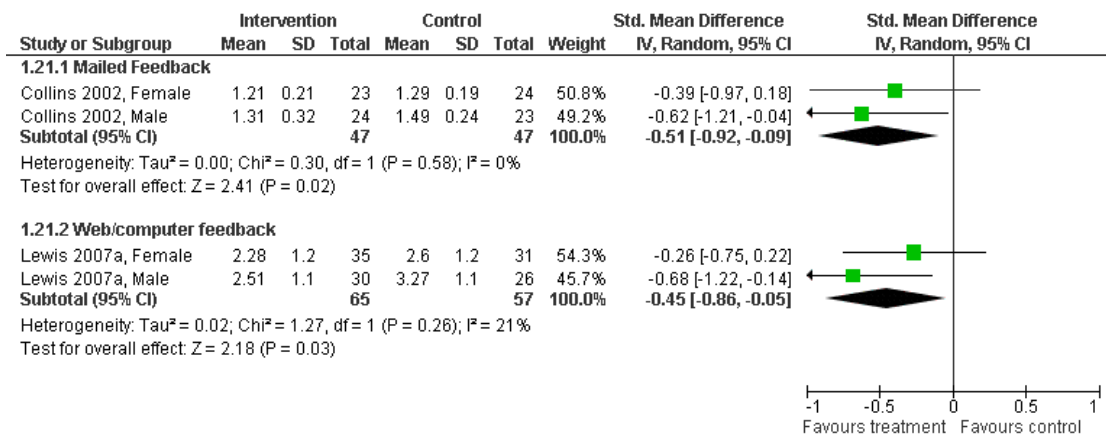 Intervention Control Std. Mean Difference Std. Mean Difference
Study or Subgroup Mean SD Total Mean SD Total Weight IV, Random, 95% CI IV, Random, 95% CI
1.21.1 Mailed Feedback
Collins 2002, Female 1.21 0.21 23 1.29 0.19 24 50.8% -0.39 [-0.97, 0.18]
Collins 2002, Male 1.31 0.32 24 1.49 0.24 23 49.2% -0.62 [-1.21, -0.04]
Subtotal (95% CI) 47 47 100.0% -0.51 [-0.92, -0.09]
Heterogeneity: Tau² = 0.00; Chi² = 0.30, df = 1 (P = 0.58); I² = 0%
Test for overall effect: Z = 2.41 (P = 0.02)
1.21.2 Web/computer feedback
Lewis 2007a, Female 2.28 1.2 35 2.6 1.2 31 54.3% -0.26 [-0.75, 0.22]
Lewis 2007a, Male 2.51 1.1 30 3.27 1.1 26 45.7% -0.68 [-1.22, -0.14]
Subtotal (95% CI) 65 57 100.0% -0.45 [-0.86, -0.05]
Heterogeneity: Tau² = 0.02; Chi² = 1.27, df = 1 (P = 0.26); I² = 21%
Test for overall effect: Z = 2.18 (P = 0.03)
-1 -0.5 0 0.5 1
Favours treatment Favours control